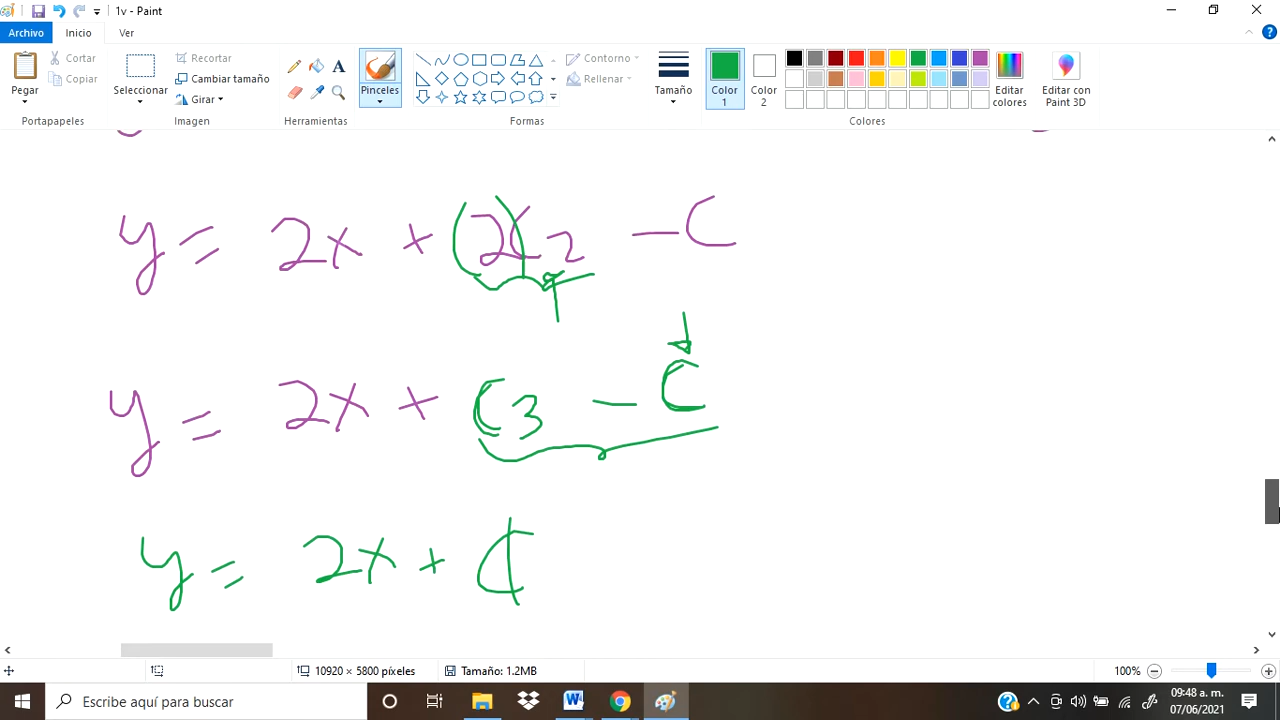 1v - Paint
Archivo Inicio Ver
Pegar
Cortar
Copiar
Portapapeles
Seleccionar
Recortar
Cambiar tamaño
Girar
Imagen
A
Herramientas
Pinceles
Contorno
Rellenar
Formas
Tamaño
Color 1
Color 2
Editar colores
Editar con Paint 3D
Colores
y = 2x + (2)C2 - C
y = 2x + C3 - C
y = 2x + C
10920 × 5800 píxeles
Tamaño: 1.2MB
100%
Escribe aquí para buscar
09:48 a. m.
07/06/2021